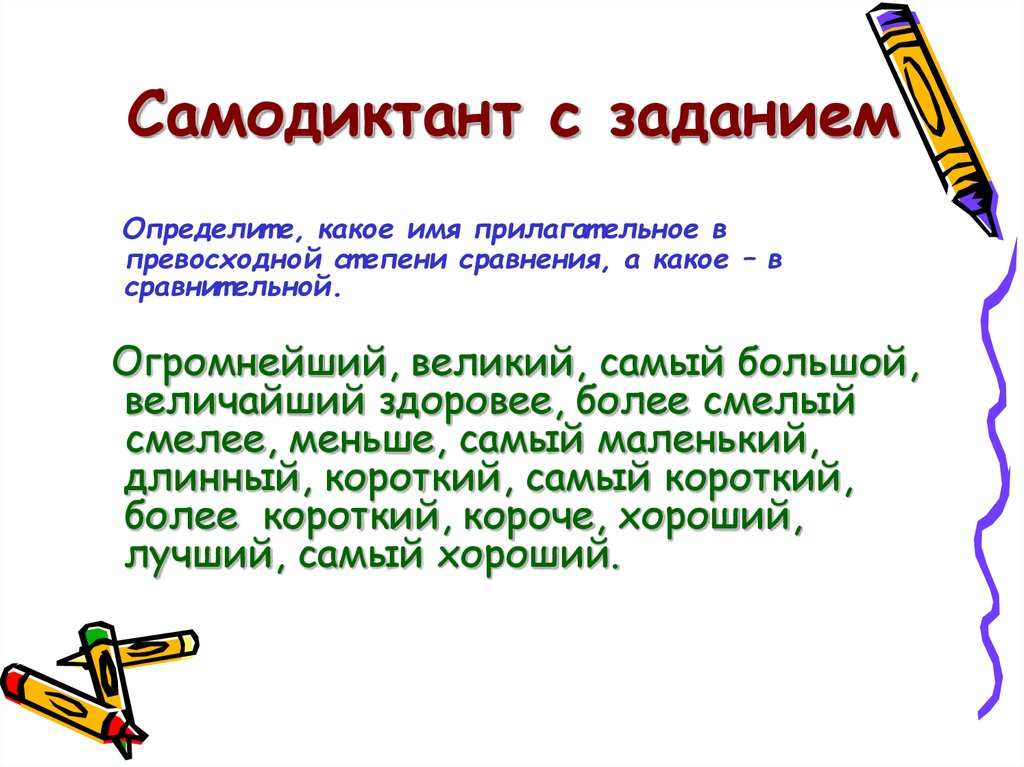 Самодиктант с заданием
Определите, какое имя прилагательное в
превосходной степени сравнения, а какое – в
сравнительной.
Огромнейший, великий, самый большой,
величайший здоровее, более смелый
смелее, меньше, самый маленький,
длинный, короткий, самый короткий,
более короткий, короче, хороший,
лучший, самый хороший.